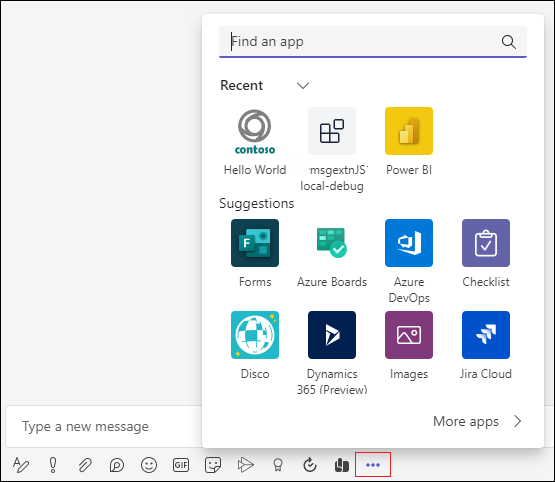 Find an app
Recent
contoso
Hello World
msgextnJS
local-debug
Power BI
Suggestions
F
Forms
Azure Boards
Azure
DevOps
Checklist
Disco
Dynamics
365 (Preview)
Images
Jira Cloud
More apps
Type a new message
GIF